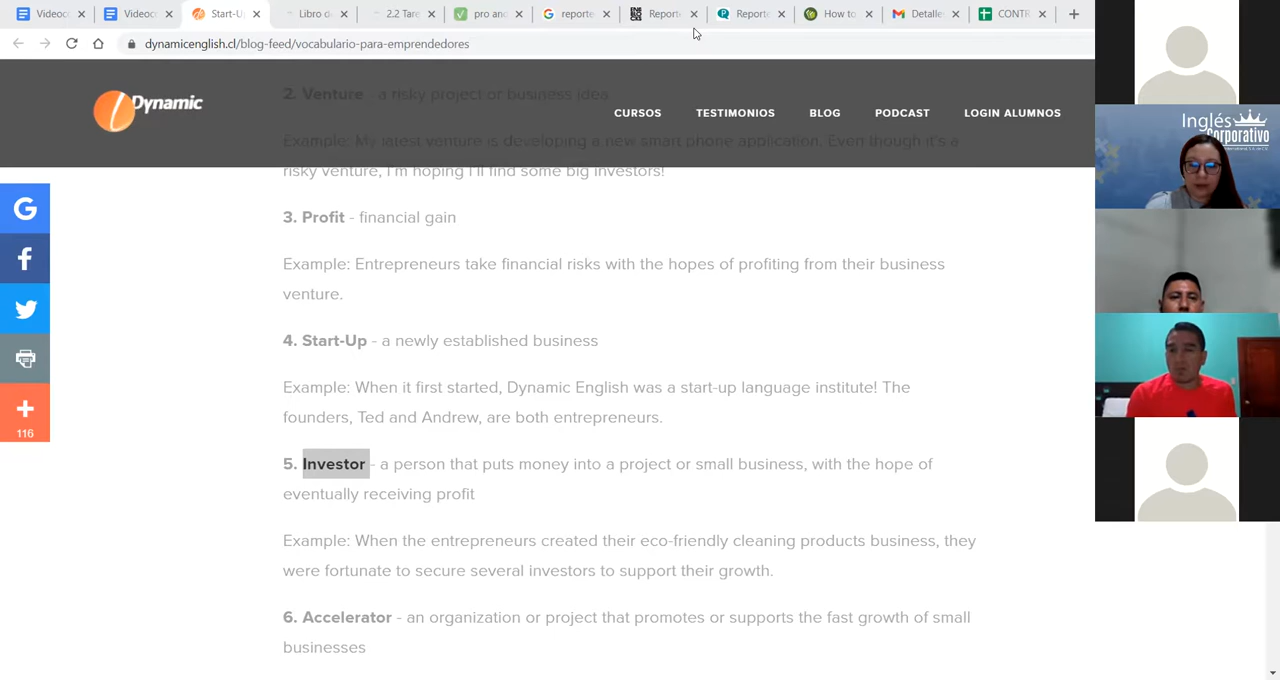 Videoco
Videoco
Start-U
Libro de
2.2 Tare
pro and
reporte
Reporte
Reporte
How to
Detalle
CONTR
dynamicenglish.cl/blog-feed/vocabulario-para-emprendedores
Dynamic
CURSOS
TESTIMONIOS
BLOG
PODCAST
LOGIN ALUMNOS
2. Venture - a risky project or business idea
Example: My latest venture is developing a new smart phone application. Even though it's a
risky venture, I'm hoping I'll find some big investors!
3. Profit - financial gain
Example: Entrepreneurs take financial risks with the hopes of profiting from their business
venture.
4. Start-Up - a newly established business
Example: When it first started, Dynamic English was a start-up language institute! The
founders, Ted and Andrew, are both entrepreneurs.
5. Investor - a person that puts money into a project or small business, with the hope of
eventually receiving profit
Example: When the entrepreneurs created their eco-friendly cleaning products business, they
were fortunate to secure several investors to support their growth.
6. Accelerator - an organization or project that promotes or supports the fast growth of small
businesses
116
Inglés
Corporativo